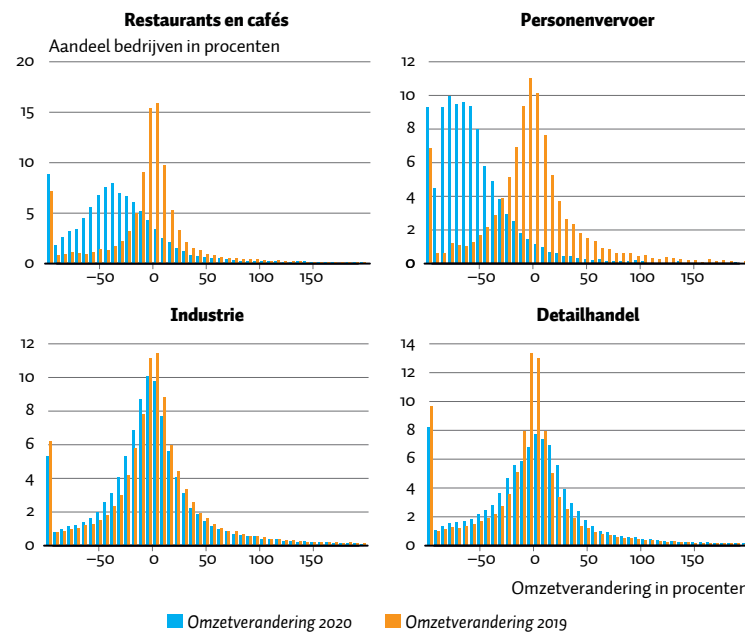 Restaurants en cafés
Aandeel bedrijven in procenten
20
15
10
5
0
−50 0 50 100 150
Personenvervoer
12
10
8
6
4
2
0
−50 0 50 100 150
Industrie
12
10
8
6
4
2
0
−50 0 50 100 150
Detailhandel
14
12
10
8
6
4
2
0
−50 0 50 100 150
Omzetverandering in procenten
Omzetverandering 2020 Omzetverandering 2019